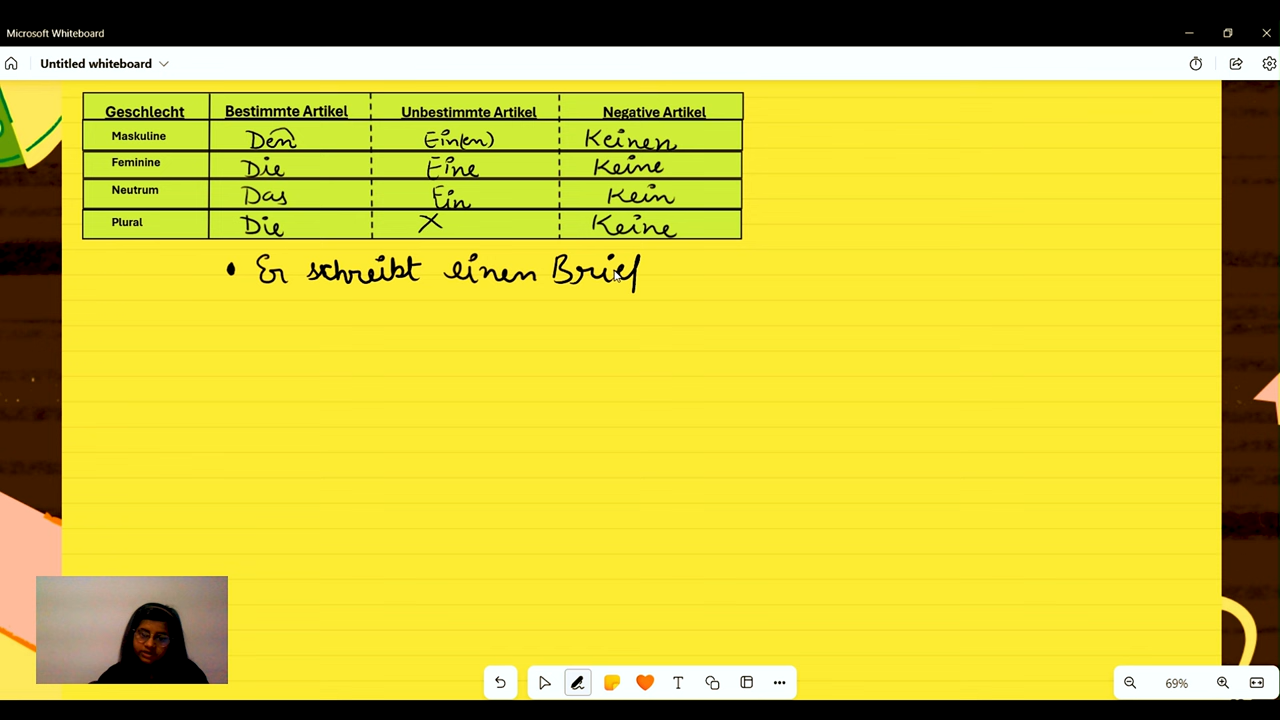 Microsoft Whiteboard
Untitled whiteboard
Geschlecht Bestimmte Artikel Unbestimmte Artikel Negative Artikel
Maskuline Den Ein(en) Keinen
Feminine Die Eine Keine
Neutrum Das Ein Kein
Plural Die X Keine
• Er schreibt einen Brief
69%